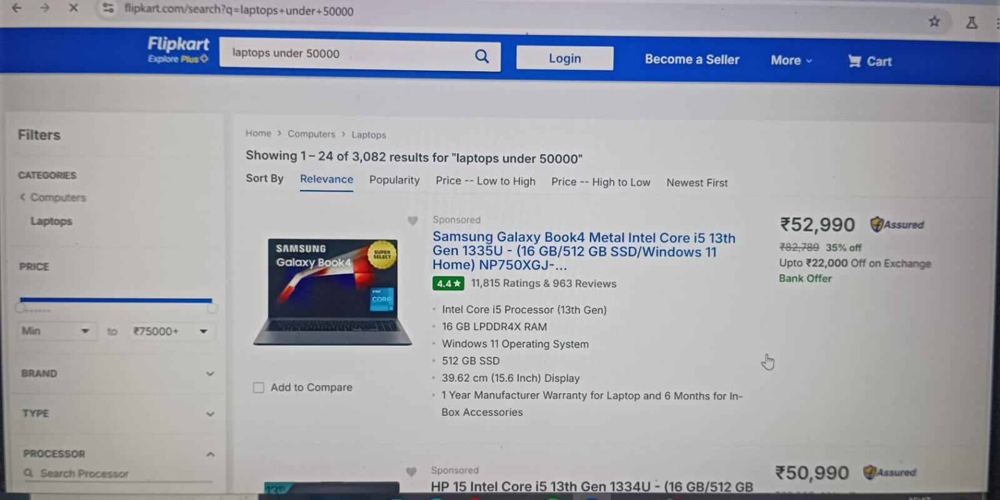 flipkart.com/search?q=laptops+under+50000
Flipkart
Explore Plus
laptops under 50000
Login
Become a Seller
More
Cart
Filters
CATEGORIES
Computers
Laptops
PRICE
Min
to
₹75000+
BRAND
TYPE
PROCESSOR
Search Processor
Home > Computers > Laptops
Showing 1 – 24 of 3,082 results for "laptops under 50000"
Sort By Relevance Popularity Price -- Low to High Price -- High to Low Newest First
SAMSUNG
Galaxy Book4
SUPER
SELECT
intel
CORE
i5
Add to Compare
Sponsored
Samsung Galaxy Book4 Metal Intel Core i5 13th
Gen 1335U - (16 GB/512 GB SSD/Windows 11
Home) NP750XGJ-...
4.4★ 11,815 Ratings & 963 Reviews
• Intel Core i5 Processor (13th Gen)
• 16 GB LPDDR4X RAM
• Windows 11 Operating System
• 512 GB SSD
• 39.62 cm (15.6 Inch) Display
• 1 Year Manufacturer Warranty for Laptop and 6 Months for In-
Box Accessories
₹52,990 Assured
₹82,789 35% off
Upto ₹22,000 Off on Exchange
Bank Offer
12th
Sponsored
HP 15 Intel Core i5 13th Gen 1334U - (16 GB/512 GB
₹50,990 Assured